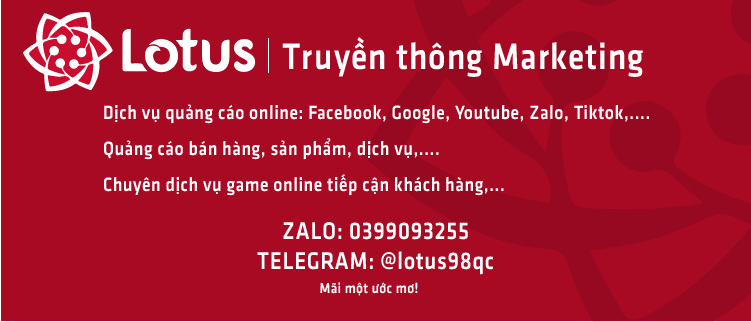 Lotus | Truyền thông Marketing
Dịch vụ quảng cáo online: Facebook, Google, Youtube, Zalo, Tiktok,....
Quảng cáo bán hàng, sản phẩm, dịch vụ,....
Chuyên dịch vụ game online tiếp cận khách hàng,...
ZALO: 0399093255
TELEGRAM: @lotus98qc
Mãi một ước mơ!